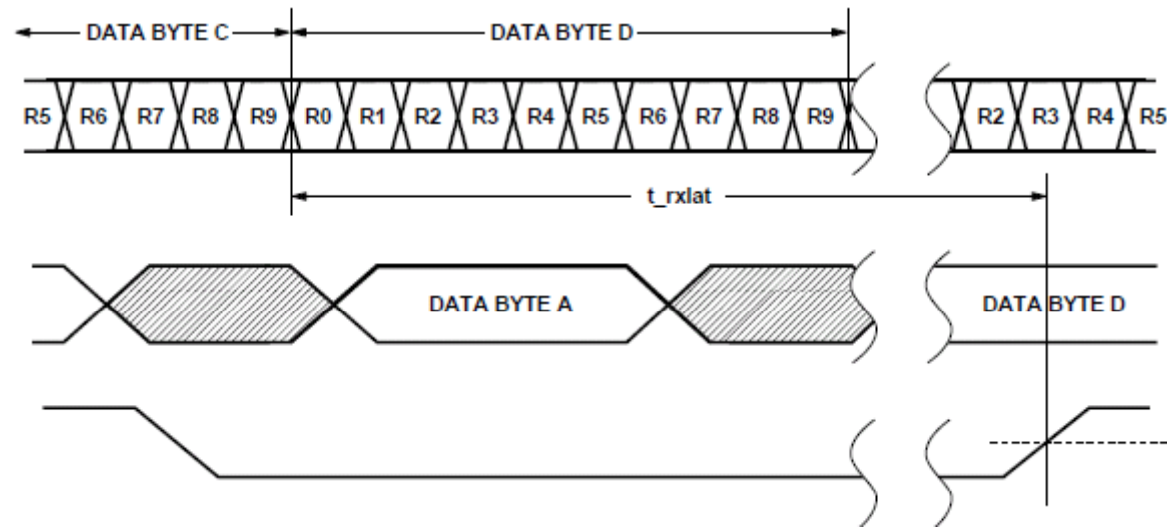 DATA BYTE C DATA BYTE D
R5 R6 R7 R8 R9 R0 R1 R2 R3 R4 R5 R6 R7 R8 R9 R2 R3 R4 R5
t_rxlat
DATA BYTE A DATA BYTE D